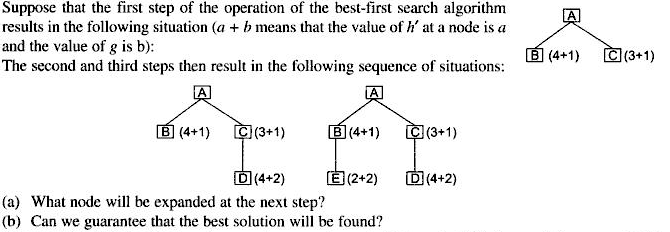 Suppose that the first step of the operation of the best-first search algorithm
results in the following situation (a + b means that the value of h′ at a node is a
and the value of g is b):
A
B (4+1) C (3+1)
The second and third steps then result in the following sequence of situations:
A A
B (4+1) C (3+1) B (4+1) C (3+1)
D (4+2) E (2+2) D (4+2)
(a) What node will be expanded at the next step?
(b) Can we guarantee that the best solution will be found?